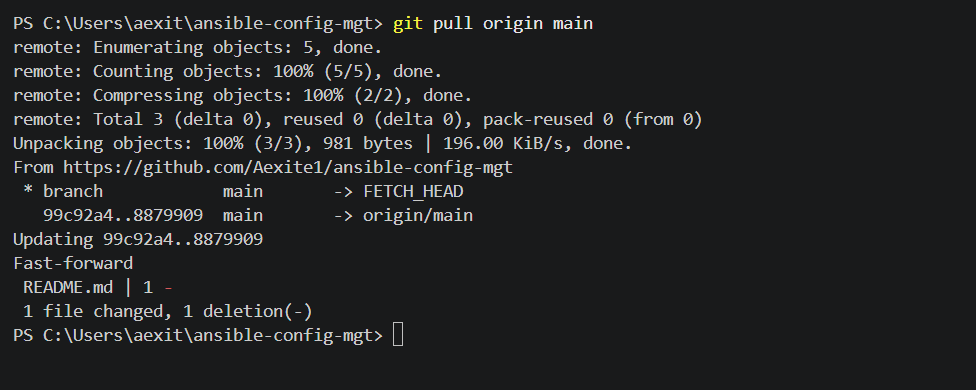 PS C:\Users\aexit\ansible-config-mgt> git pull origin main
remote: Enumerating objects: 5, done.
remote: Counting objects: 100% (5/5), done.
remote: Compressing objects: 100% (2/2), done.
remote: Total 3 (delta 0), reused 0 (delta 0), pack-reused 0 (from 0)
Unpacking objects: 100% (3/3), 981 bytes | 196.00 KiB/s, done.
From https://github.com/Aexite1/ansible-config-mgt
 * branch            main       -> FETCH_HEAD
   99c92a4..8879909  main       -> origin/main
Updating 99c92a4..8879909
Fast-forward
 README.md | 1 -
 1 file changed, 1 deletion(-)
PS C:\Users\aexit\ansible-config-mgt>